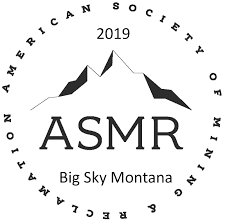 AMERICAN SOCIETY OF MINING & RECLAMATION
2019
ASMR
Big Sky Montana